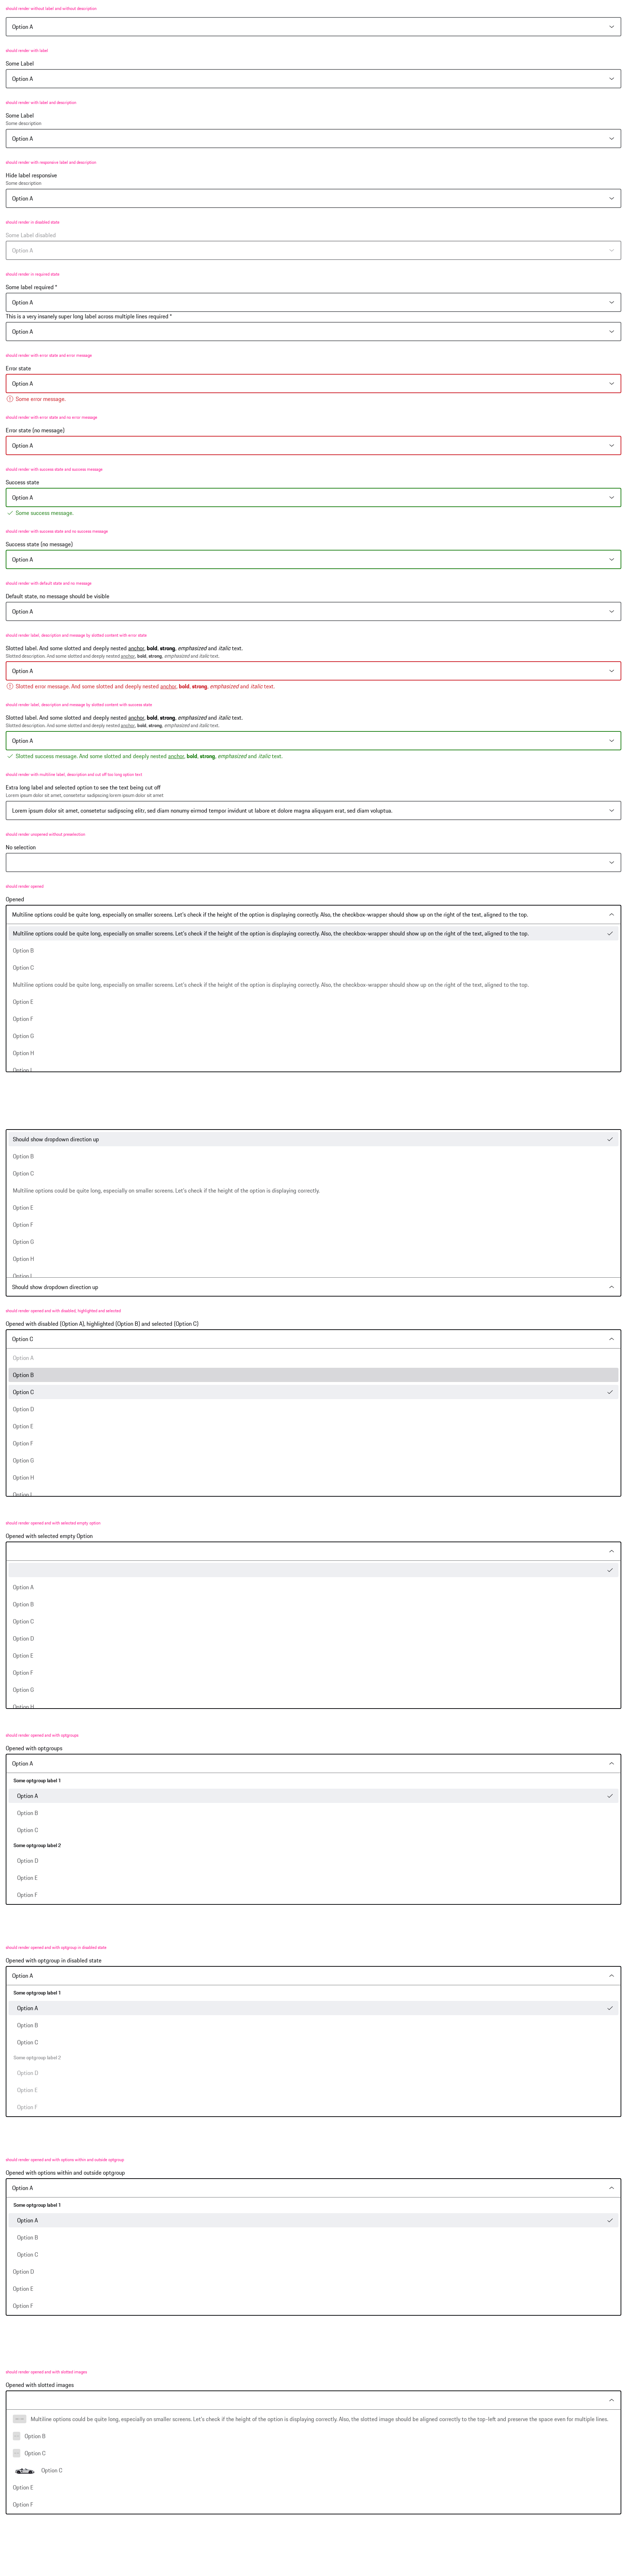 should render without label and without description
Option A
should render with label
Some Label
Option A
should render with label and description
Some Label
Some description
Option A
should render with responsive label and description
Hide label responsive
Some description
Option A
should render in disabled state
Some Label disabled
Option A
should render in required state
Some label required *
Option A
This is a very insanely super long label across multiple lines required *
Option A
should render with error state and error message
Error state
Option A
Some error message.
should render with error state and no error message
Error state (no message)
Option A
should render with success state and success message
Success state
Option A
Some success message.
should render with success state and no success message
Success state (no message)
Option A
should render with default state and no message
Default state, no message should be visible
Option A
should render label, description and message by slotted content with error state
Slotted label. And some slotted and deeply nested anchor, bold, strong, emphasized and italic text.
Slotted description. And some slotted and deeply nested anchor, bold, strong, emphasized and italic text.
Option A
Slotted error message. And some slotted and deeply nested anchor, bold, strong, emphasized and italic text.
should render label, description and message by slotted content with success state
Slotted label. And some slotted and deeply nested anchor, bold, strong, emphasized and italic text.
Slotted description. And some slotted and deeply nested anchor, bold, strong, emphasized and italic text.
Option A
Slotted success message. And some slotted and deeply nested anchor, bold, strong, emphasized and italic text.
should render with multiline label, description and cut off too long option text
Extra long label and selected option to see the text being cut off
Lorem ipsum dolor sit amet, consetetur sadipscing lorem ipsum dolor sit amet
Lorem ipsum dolor sit amet, consetetur sadipscing elitr, sed diam nonumy eirmod tempor invidunt ut labore et dolore magna aliquyam erat, sed diam voluptua.
should render unopened without preselection
No selection
should render opened
Opened
Multiline options could be quite long, especially on smaller screens. Let's check if the height of the option is displaying correctly. Also, the checkbox-wrapper should show up on the right of the text, aligned to the top.
Multiline options could be quite long, especially on smaller screens. Let's check if the height of the option is displaying correctly. Also, the checkbox-wrapper should show up on the right of the text, aligned to the top.
Option B
Option C
Multiline options could be quite long, especially on smaller screens. Let's check if the height of the option is displaying correctly. Also, the checkbox-wrapper should show up on the right of the text, aligned to the top.
Option E
Option F
Option G
Option H
Option I
Should show dropdown direction up
Option B
Option C
Multiline options could be quite long, especially on smaller screens. Let's check if the height of the option is displaying correctly.
Option E
Option F
Option G
Option H
Option I
Should show dropdown direction up
should render opened and with disabled, highlighted and selected
Opened with disabled (Option A), highlighted (Option B) and selected (Option C)
Option C
Option A
Option B
Option C
Option D
Option E
Option F
Option G
Option H
Option I
should render opened and with selected empty option
Opened with selected empty Option
Option A
Option B
Option C
Option D
Option E
Option F
Option G
Option H
should render opened and with optgroups
Opened with optgroups
Option A
Some optgroup label 1
Option A
Option B
Option C
Some optgroup label 2
Option D
Option E
Option F
should render opened and with optgroup in disabled state
Opened with optgroup in disabled state
Option A
Some optgroup label 1
Option A
Option B
Option C
Some optgroup label 2
Option D
Option E
Option F
should render opened and with options within and outside optgroup
Opened with options within and outside optgroup
Option A
Some optgroup label 1
Option A
Option B
Option C
Option D
Option E
Option F
should render opened and with slotted images
Opened with slotted images
Multiline options could be quite long, especially on smaller screens. Let's check if the height of the option is displaying correctly. Also, the slotted image should be aligned correctly to the top-left and preserve the space even for multiple lines.
Option B
Option C
Option C
Option E
Option F